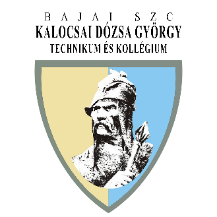 BAJAI SZC
KALOCSAI DÓZSA GYÖRGY
TECHNIKUM ÉS KOLLÉGIUM